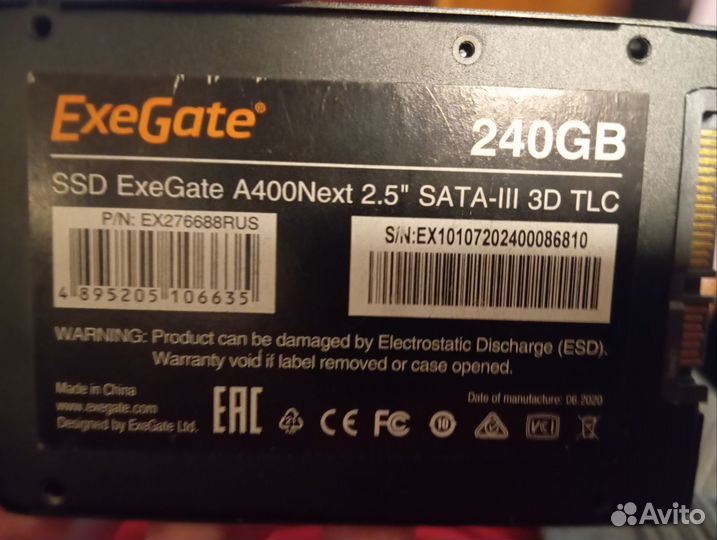 ExeGate®
240GB
SSD ExeGate A400Next 2.5" SATA-III 3D TLC
P/N: EX276688RUS
S/N:EX10107202400086810
4 895205 106635
WARNING: Product can be damaged by Electrostatic Discharge (ESD).
Warranty void if label removed or case opened.
Made in China
www.exegate.com
Designed by ExeGate Ltd.
Date of manufacture: 06.2020
EAC
21
CE FC
10
Avito